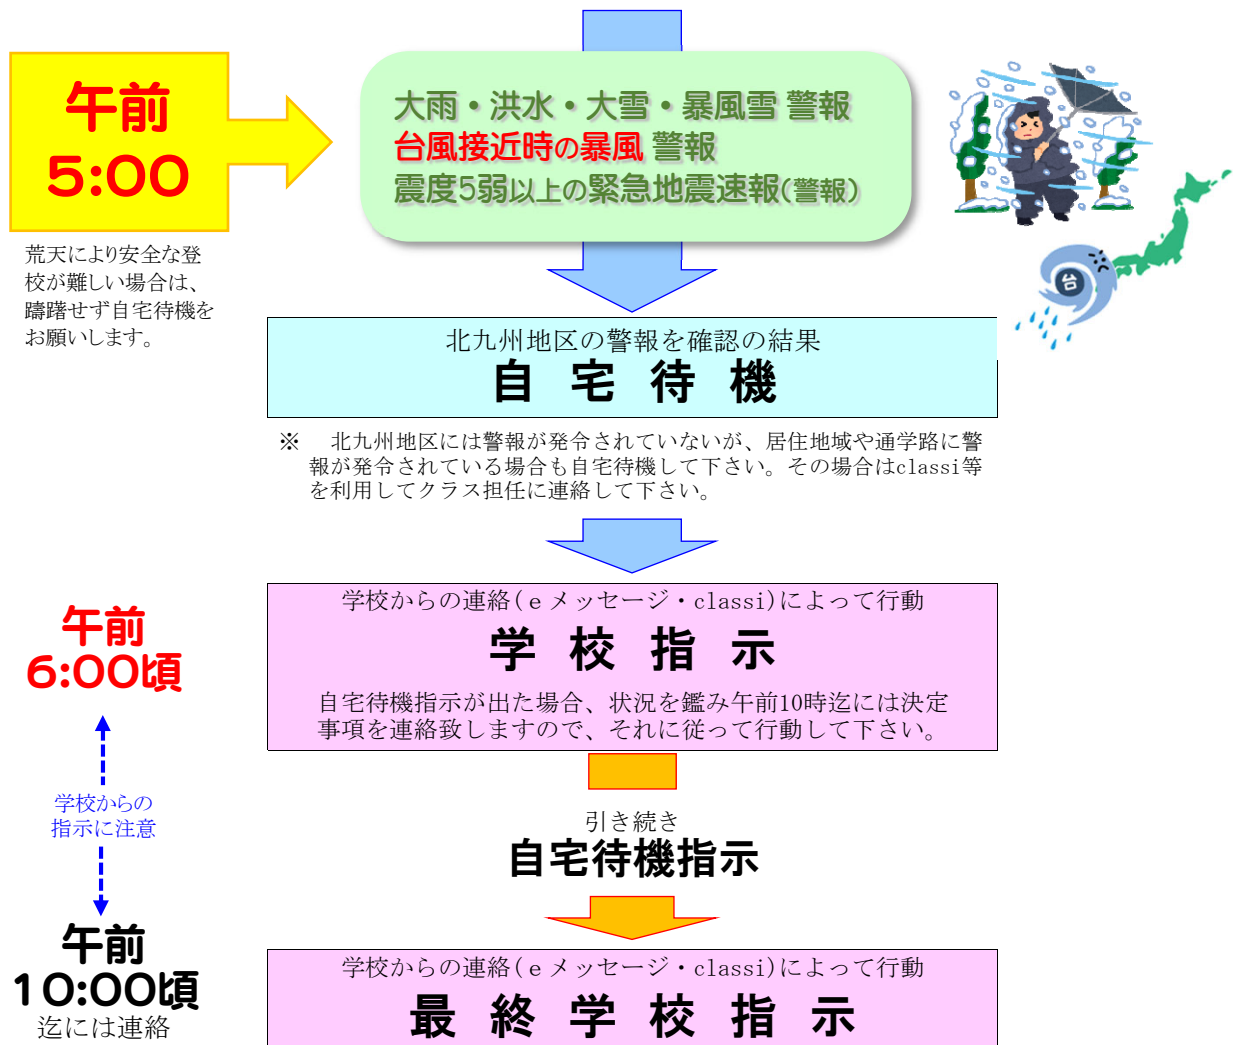 午前
5:00
大雨・洪水・大雪・暴風雪 警報
台風接近時の暴風 警報
震度5弱以上の緊急地震速報(警報)
台
荒天により安全な登
校が難しい場合は、
躊躇せず自宅待機を
お願いします。
北九州地区の警報を確認の結果
自 宅 待 機
※ 北九州地区には警報が発令されていないが、居住地域や通学路に警
報が発令されている場合も自宅待機して下さい。その場合はclassi等
を利用してクラス担任に連絡して下さい。
午前
6:00頃
学校からの連絡(eメッセージ・classi)によって行動
学 校 指 示
自宅待機指示が出た場合、状況を鑑み午前10時迄には決定
事項を連絡致しますので、それに従って行動して下さい。
学校からの
指示に注意
引き続き
自宅待機指示
午前
10:00頃
迄には連絡
学校からの連絡(eメッセージ・classi)によって行動
最 終 学 校 指 示